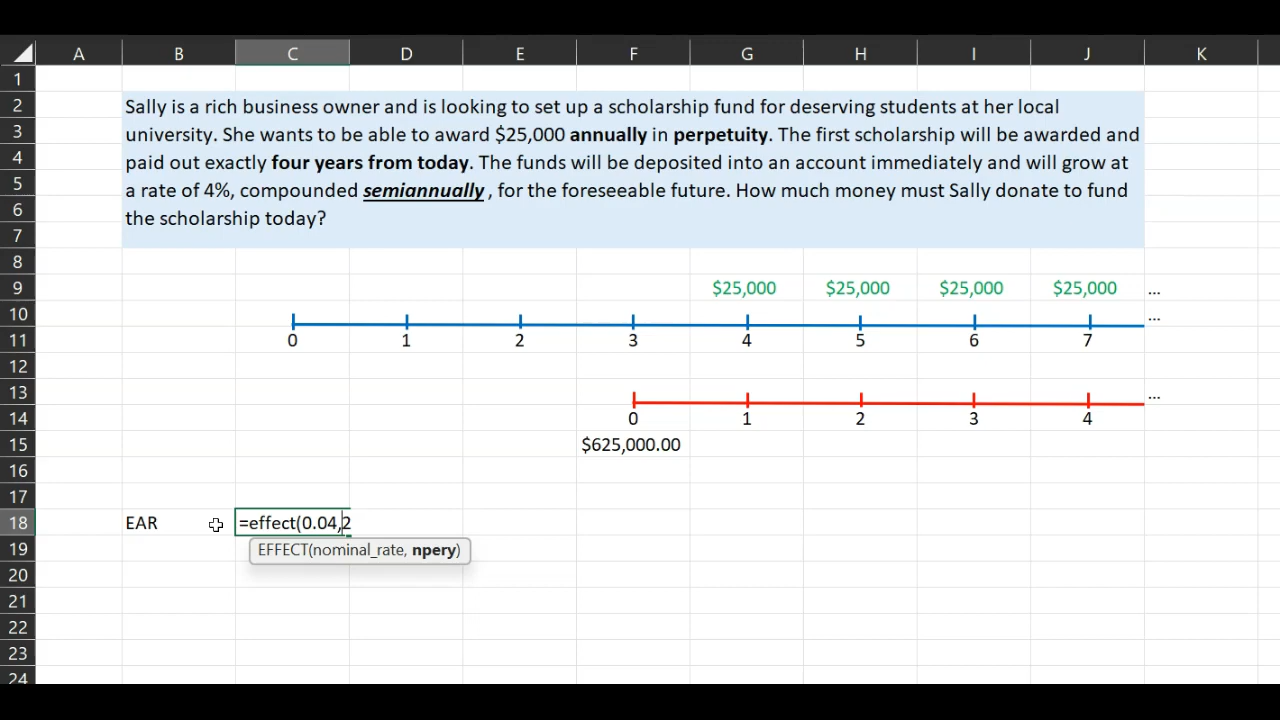 A B C D E F G H I J K
1
2 Sally is a rich business owner and is looking to set up a scholarship fund for deserving students at her local
3 university. She wants to be able to award $25,000 annually in perpetuity. The first scholarship will be awarded and
4 paid out exactly four years from today. The funds will be deposited into an account immediately and will grow at
5 a rate of 4%, compounded semiannually , for the foreseeable future. How much money must Sally donate to fund
6 the scholarship today?
7
8
9 $25,000 $25,000 $25,000 $25,000 ...
10 ...
11 0 1 2 3 4 5 6 7
12
13 ...
14 0 1 2 3 4
15 $625,000.00
16
17
18 EAR =effect(0.04,2
19 EFFECT(nominal_rate, npery)
20
21
22
23
24